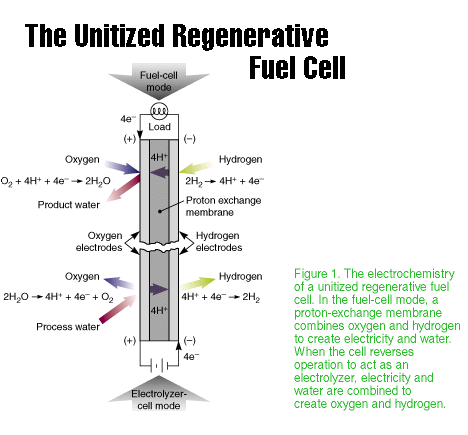 The Unitized Regenerative
Fuel Cell
Fuel-cell
mode
4e⁻
Load
(+)
(–)
Oxygen
4H⁺
Hydrogen
O₂ + 4H⁺ + 4e⁻ → 2H₂O
2H₂ → 4H⁺ + 4e⁻
Product water
Proton exchange
membrane
Oxygen
electrodes
Hydrogen
electrodes
Oxygen
Hydrogen
2H₂O → 4H⁺ + 4e⁻ + O₂
4H⁺ + 4e⁻ → 2H₂
4H⁺
Process water
(+)
(–)
4e⁻
Electrolyzer-
cell mode
Figure 1. The electrochemistry
of a unitized regenerative fuel
cell. In the fuel-cell mode, a
proton-exchange membrane
combines oxygen and hydrogen
to create electricity and water.
When the cell reverses
operation to act as an
electrolyzer, electricity and
water are combined to
create oxygen and hydrogen.